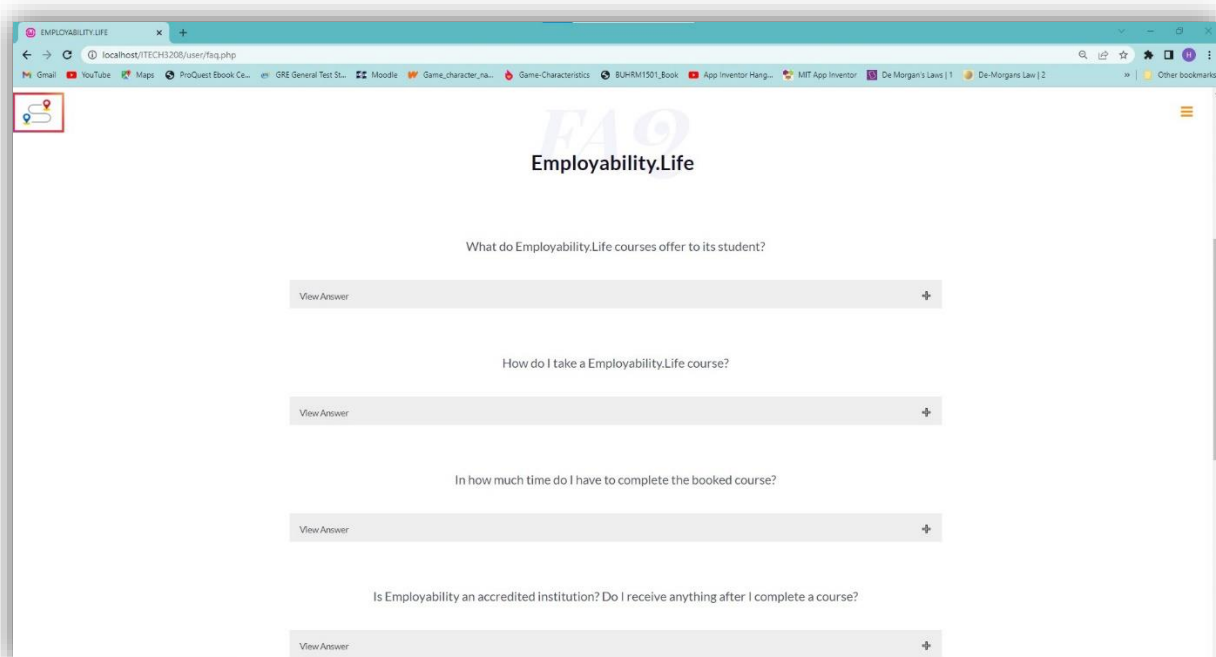 EMPLOYABILITY.LIFE
localhost/ITECH3208/user/faq.php
Gmail YouTube Maps ProQuest Ebook Ce... GRE General Test St... Moodle Game_character_na... Game-Characteristics BUHRM1501_Book App Inventor Hang... MIT App Inventor De Morgan's Laws | 1 De-Morgans Law | 2 » Other bookmarks
FAQ
Employability.Life
What do Employability.Life courses offer to its student?
View Answer
How do I take a Employability.Life course?
View Answer
In how much time do I have to complete the booked course?
View Answer
Is Employability an accredited institution? Do I receive anything after I complete a course?
View Answer